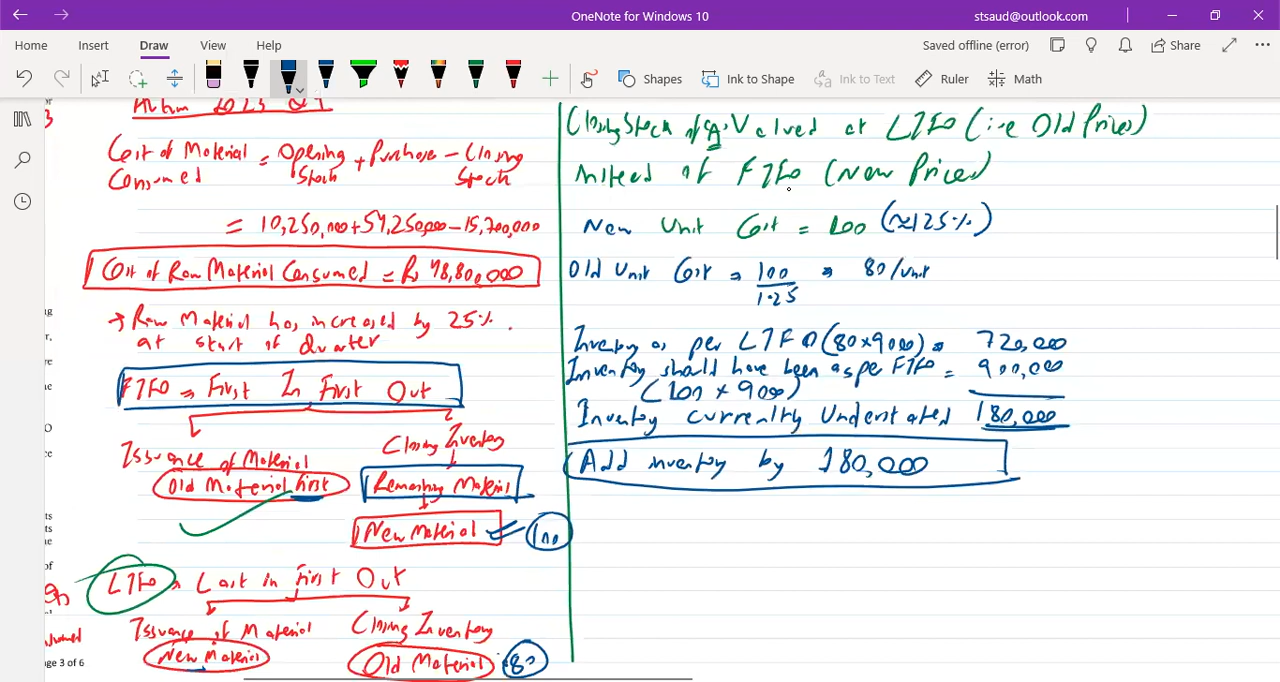 OneNote for Windows 10
stsaud@outlook.com
Home Insert Draw View Help
Saved offline (error)
Share
Shapes Ink to Shape Ink to Text Ruler Math
3
Cost of Material Consumed = Opening Stock + Purchase - Closing Stock
= 10,250,000+54,250,000-15,700,000
Cost of Raw Material Consumed = Rs 48,800,000
→ Raw Material has increased by 25%.
at start of Quarter
FIFO = First In First Out
Issuance of Material
Old Material First
Closing Inventory
Remaining Material
New Material
100
LIFO = Last in First Out
Issuance of Material
New Material
Closing Inventory
Old Material
80
ge 3 of 6
Closing Stock of A Valued at LIFO (i.e Old Prices)
instead of FIFO (New Prices)
New Unit Cost = 100 (≈125%)
Old Unit Cost = 100/1.25 = 80/unit
Inventory as per LIFO (80×9000) = 720,000
Inventory should have been as per FIFO = 900,000
(100 × 9000)
Inventory currently Understated 180,000
Add inventory by 180,000